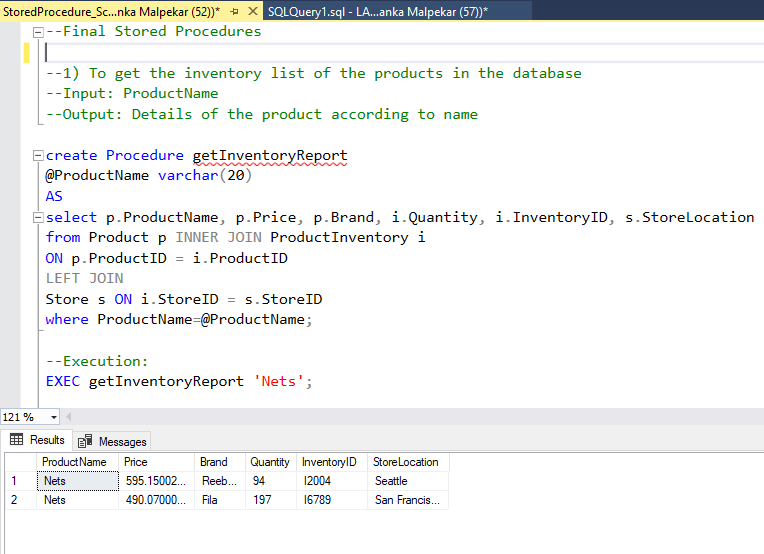 StoredProcedure_Sc...nka Malpekar (52))* SQLQuery1.sql - LA...anka Malpekar (57))*
--Final Stored Procedures
--1) To get the inventory list of the products in the database
--Input: ProductName
--Output: Details of the product according to name
create Procedure getInventoryReport
@ProductName varchar(20)
AS
select p.ProductName, p.Price, p.Brand, i.Quantity, i.InventoryID, s.StoreLocation
from Product p INNER JOIN ProductInventory i
ON p.ProductID = i.ProductID
LEFT JOIN
Store s ON i.StoreID = s.StoreID
where ProductName=@ProductName;
--Execution:
EXEC getInventoryReport 'Nets';
121 %
Results Messages
ProductName Price Brand Quantity InventoryID StoreLocation
1 Nets 595.15002... Reeb... 94 I2004 Seattle
2 Nets 490.07000... Fila 197 I6789 San Francis...